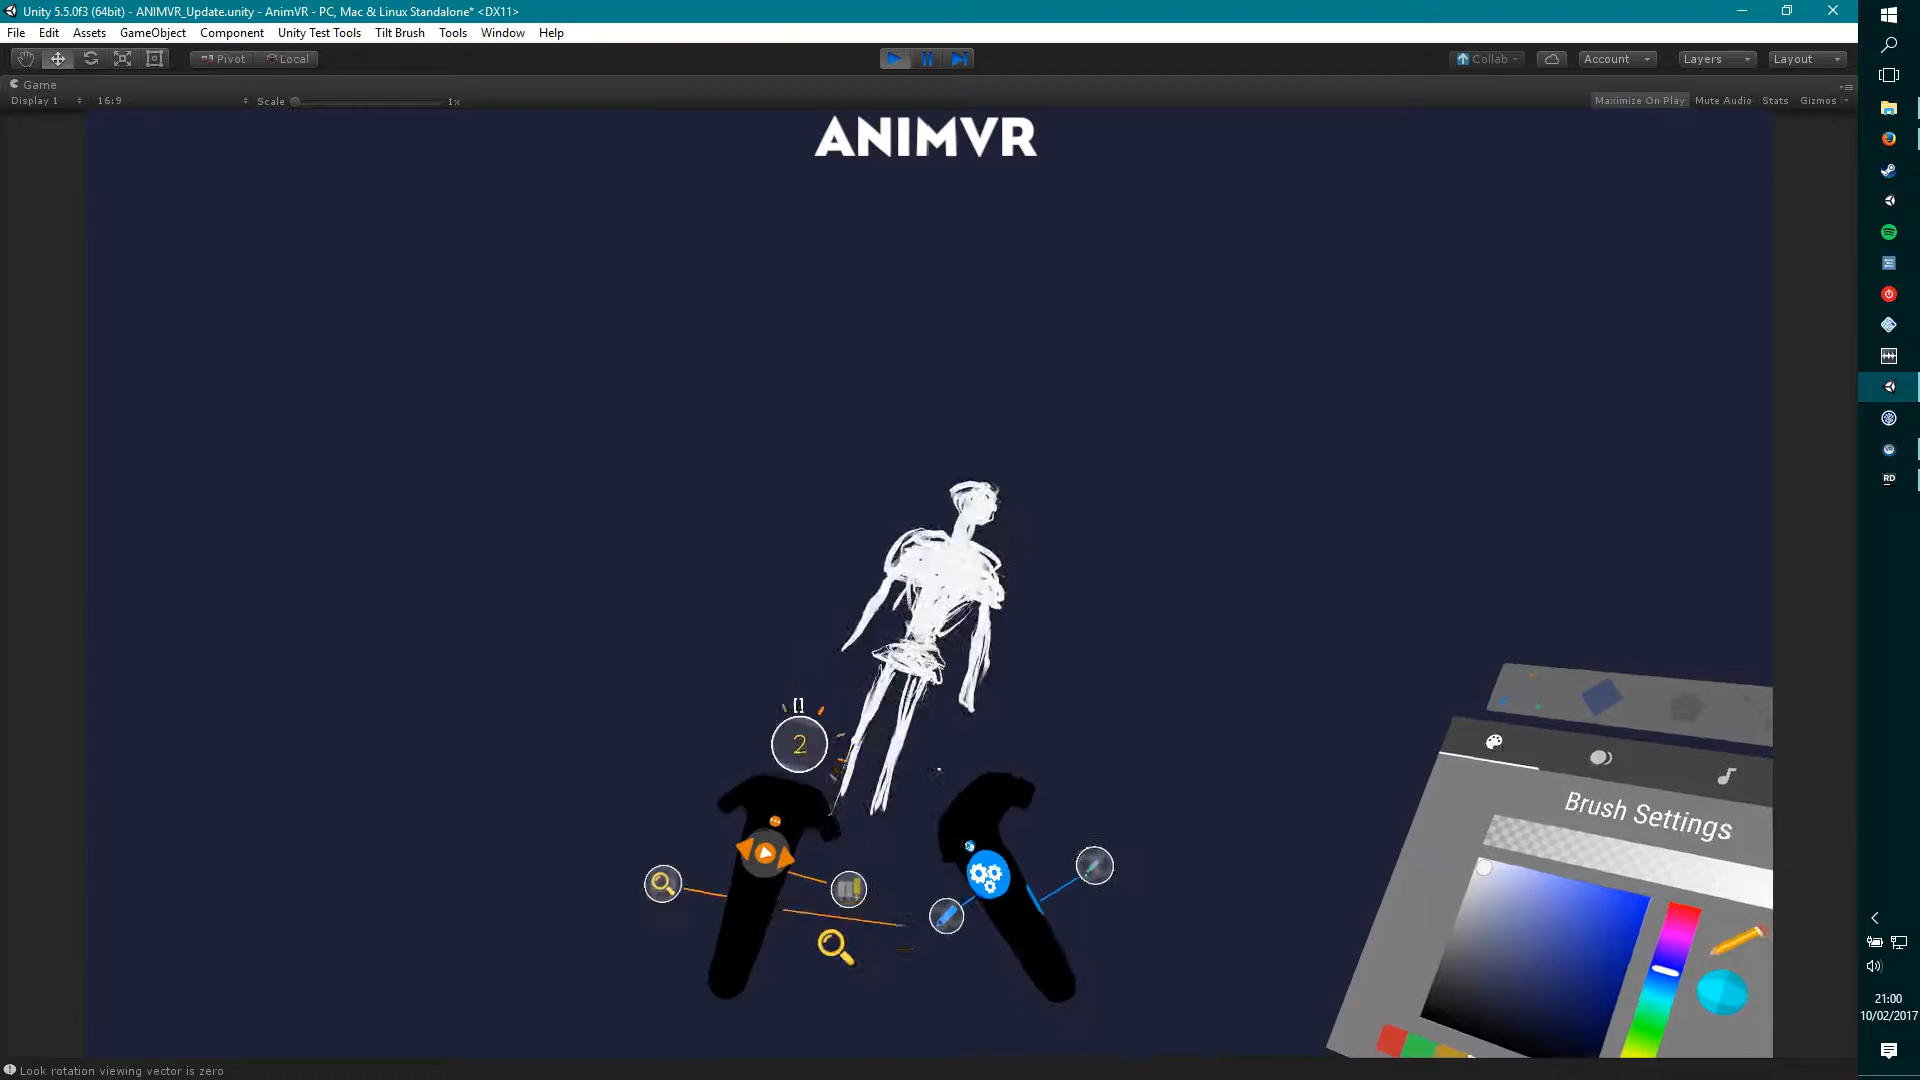 Unity 5.5.0f3 (64bit) - ANIMVR_Update.unity - AnimVR - PC, Mac & Linux Standalone* <DX11>
File Edit Assets GameObject Component Unity Test Tools Tilt Brush Tools Window Help
Pivot Local Collab Account Layers Layout
Game
Display 1 16:9 Scale 1x Maximize On Play Mute Audio Stats Gizmos
ANIMVR
[]
2
Brush Settings
RD
21:00
10/02/2017
Look rotation viewing vector is zero